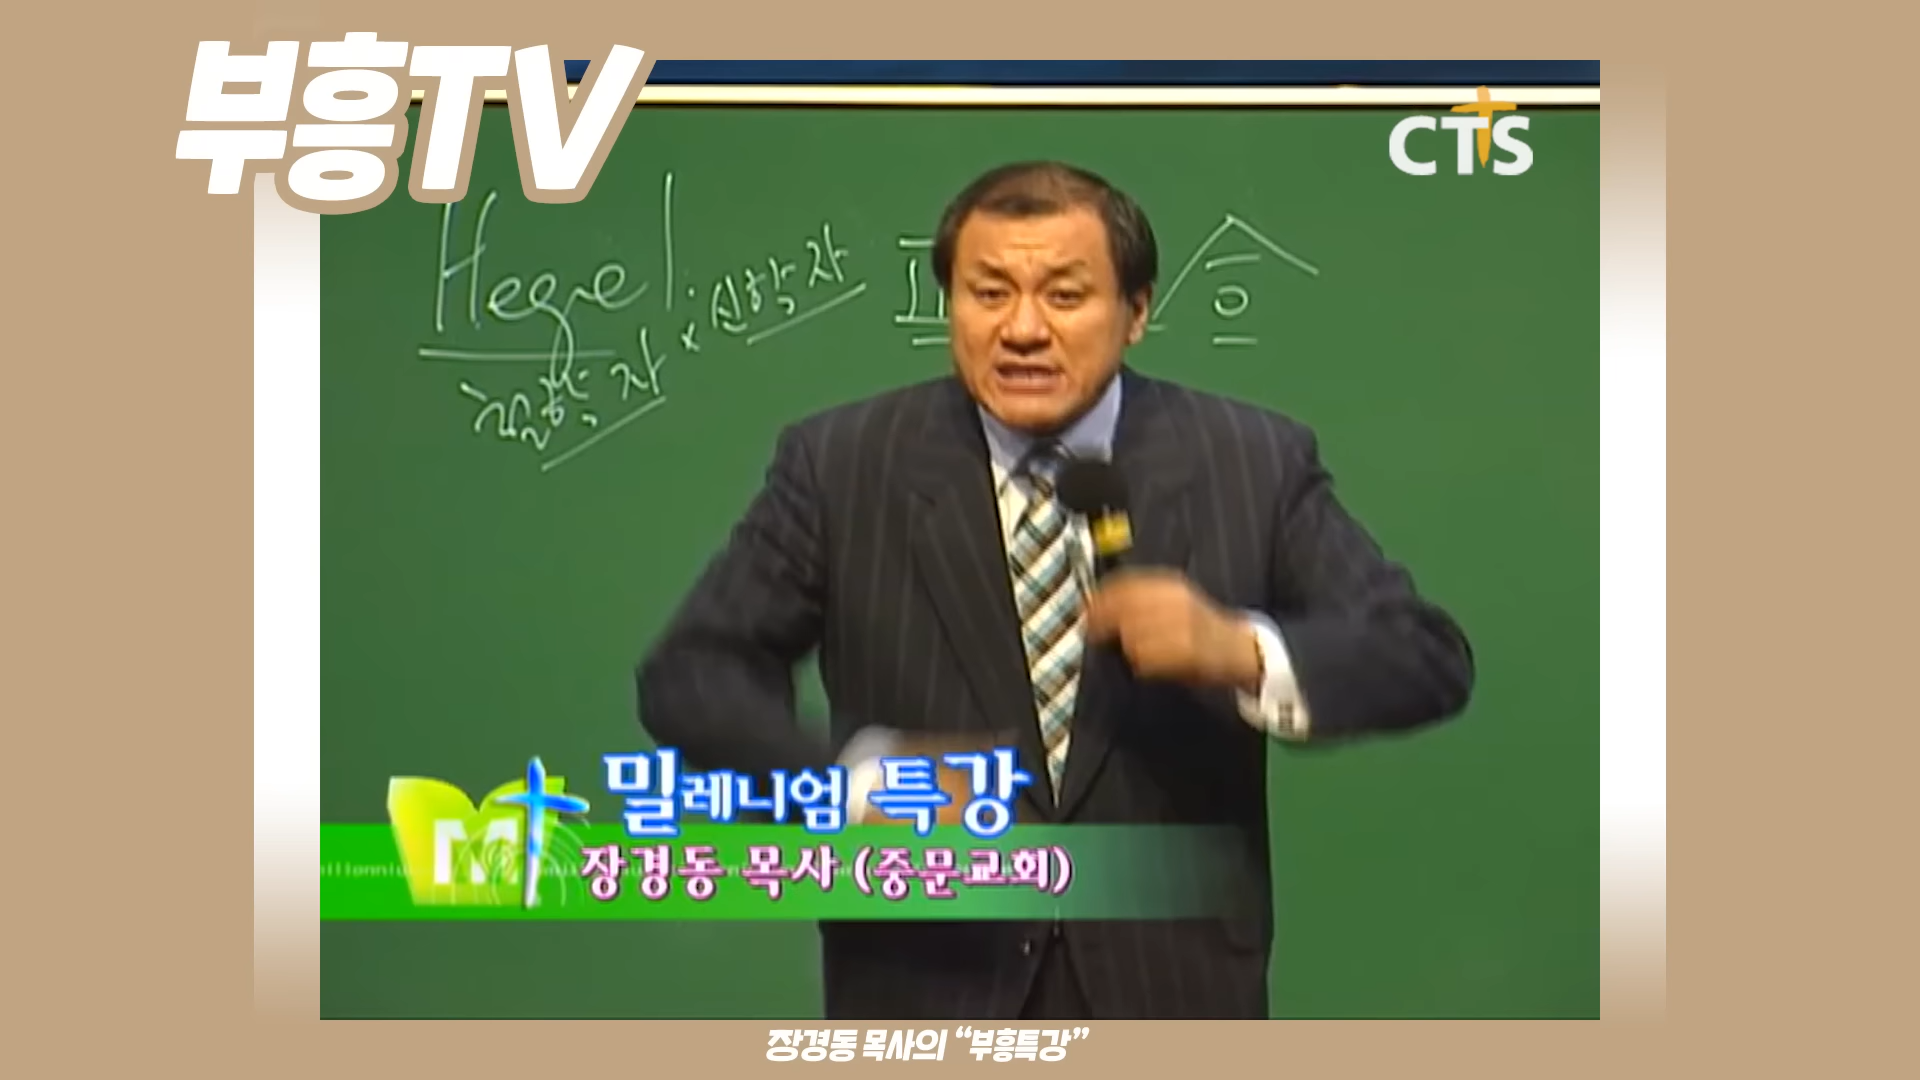 부흥TV
CTS
Hegel
철학자 × 신학자
밀레니엄 특강
M
장경동 목사 (중문교회)
장경동 목사의 “부흥특강”